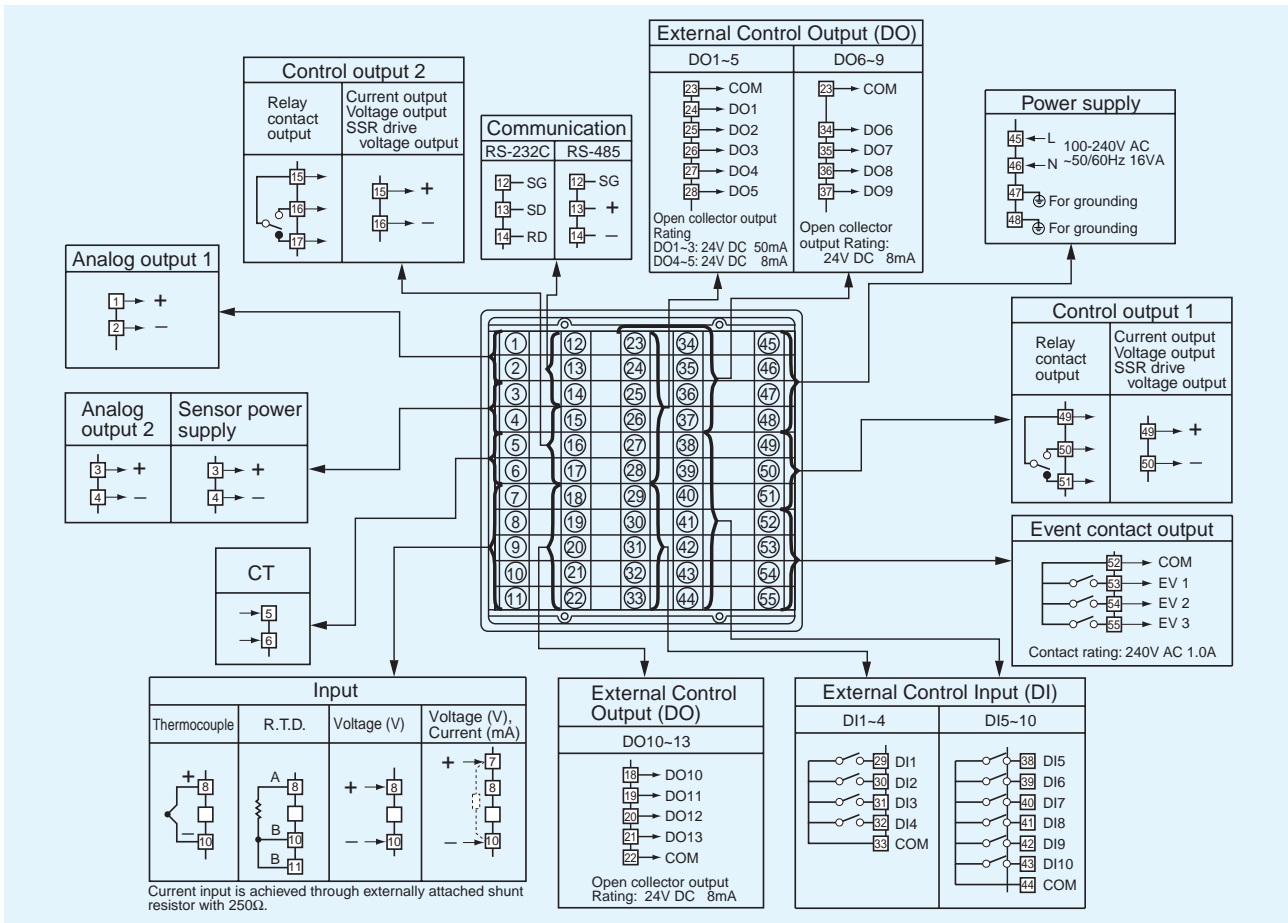 External Control Output (DO)
DO1~5
DO6~9
23 COM
24 DO1
25 DO2
26 DO3
27 DO4
28 DO5
Open collector output
Rating
DO1~3: 24V DC 50mA
DO4~5: 24V DC 8mA
23 COM
34 DO6
35 DO7
36 DO8
37 DO9
Open collector
output Rating:
24V DC 8mA
Control output 2
Relay
contact
output
Current output
Voltage output
SSR drive
voltage output
15
16
17
15 +
16 −
Communication
RS-232C RS-485
12 SG
13 SD
14 RD
12 SG
13 +
14 −
Power supply
45 L
46 N
100-240V AC
~50/60Hz 16VA
47 For grounding
48 For grounding
Analog output 1
1 +
2 −
Analog
output 2
Sensor power
supply
3 +
4 −
3 +
4 −
CT
5
6
1 12 23 34 45
2 13 24 35 46
3 14 25 36 47
4 15 26 37 48
5 16 27 38 49
6 17 28 39 50
7 18 29 40 51
8 19 30 41 52
9 20 31 42 53
10 21 32 43 54
11 22 33 44 55
Control output 1
Relay
contact
output
Current output
Voltage output
SSR drive
voltage output
49
50
51
49 +
50 −
Event contact output
52 COM
53 EV 1
54 EV 2
55 EV 3
Contact rating: 240V AC 1.0A
Input
Thermocouple
R.T.D.
Voltage (V)
Voltage (V),
Current (mA)
+ 8
− 10
A 8
B 10
B 11
+ 8
− 10
+ 7
8
− 10
Current input is achieved through externally attached shunt
resistor with 250Ω.
External Control
Output (DO)
DO10~13
18 DO10
19 DO11
20 DO12
21 DO13
22 COM
Open collector output
Rating: 24V DC 8mA
External Control Input (DI)
DI1~4
DI5~10
29 DI1
30 DI2
31 DI3
32 DI4
33 COM
38 DI5
39 DI6
40 DI7
41 DI8
42 DI9
43 DI10
44 COM